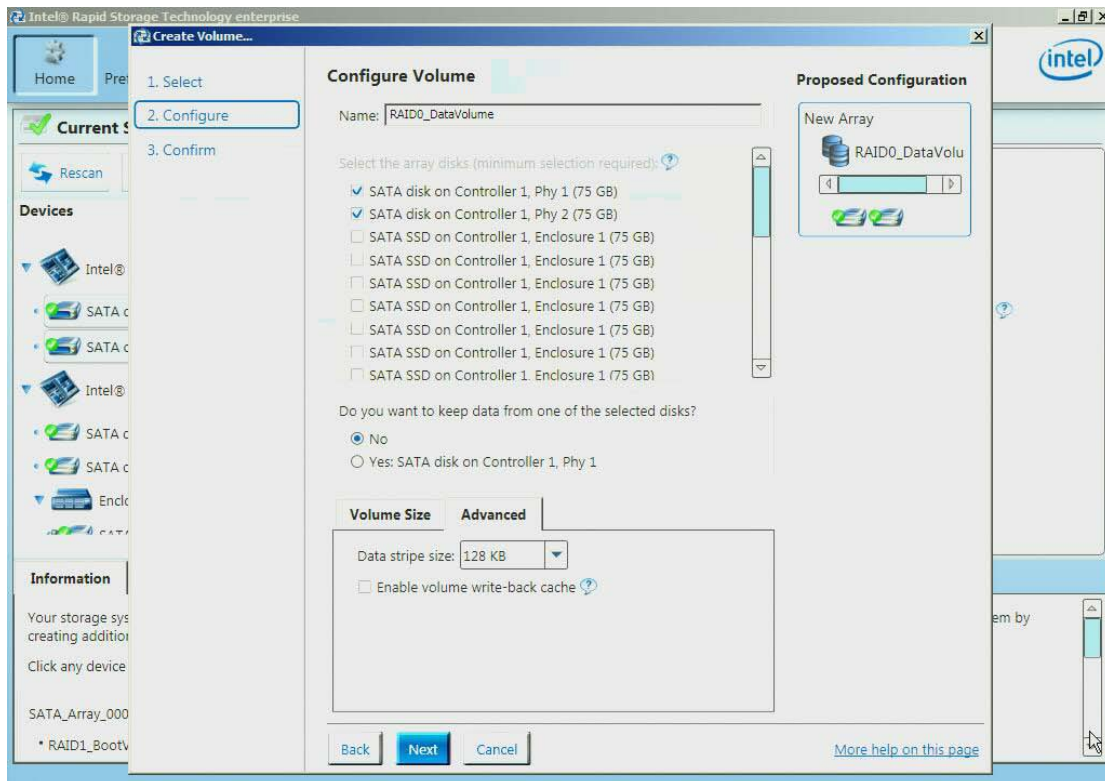 Intel® Rapid Storage Technology enterprise
Create Volume...
Home
Pre
intel
1. Select
2. Configure
3. Confirm
Current S
Rescan
Devices
Intel®
SATA d
SATA d
Intel®
SATA d
SATA d
Enclo
Configure Volume
Name: RAID0_DataVolume
Select the array disks (minimum selection required):
SATA disk on Controller 1, Phy 1 (75 GB)
SATA disk on Controller 1, Phy 2 (75 GB)
SATA SSD on Controller 1, Enclosure 1 (75 GB)
SATA SSD on Controller 1, Enclosure 1 (75 GB)
SATA SSD on Controller 1, Enclosure 1 (75 GB)
SATA SSD on Controller 1, Enclosure 1 (75 GB)
SATA SSD on Controller 1, Enclosure 1 (75 GB)
SATA SSD on Controller 1, Enclosure 1 (75 GB)
SATA SSD on Controller 1, Enclosure 1 (75 GB)
Do you want to keep data from one of the selected disks?
No
Yes: SATA disk on Controller 1, Phy 1
Volume Size
Advanced
Data stripe size: 128 KB
Enable volume write-back cache
Back
Next
Cancel
More help on this page
Proposed Configuration
New Array
RAID0_DataVolu
Information
Your storage sys
em by
creating addition
Click any device
SATA_Array_000
* RAID1_BootV